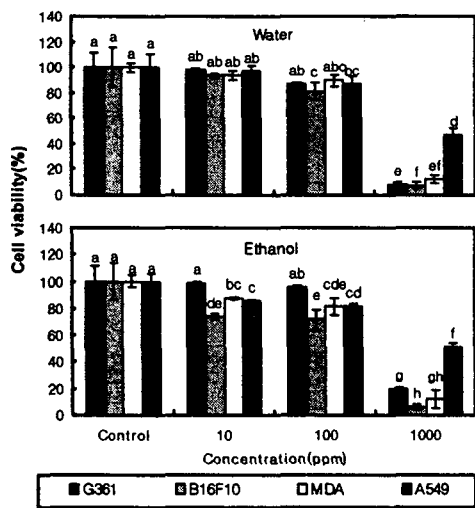 Cell viability(%)
140
120
100
80
60
40
20
0
Water
a a a a
ab ab ab ab
ab c abc bc
e f ef d
140
120
100
80
60
40
20
0
Ethanol
a a a a
a de bc c
ab e cde cd
g h gh f
Control 10 100 1000
Concentration(ppm)
G361 B16F10 MDA A549